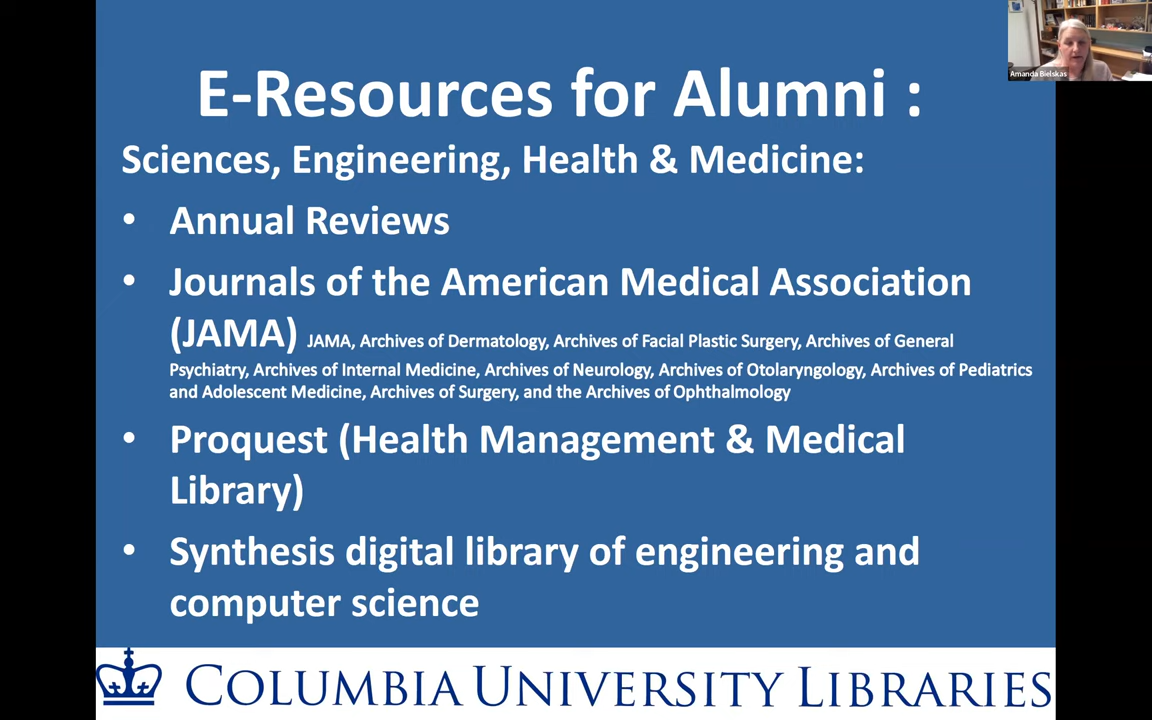 E-Resources for Alumni :
Sciences, Engineering, Health & Medicine:
• Annual Reviews
• Journals of the American Medical Association
(JAMA) JAMA, Archives of Dermatology, Archives of Facial Plastic Surgery, Archives of General
Psychiatry, Archives of Internal Medicine, Archives of Neurology, Archives of Otolaryngology, Archives of Pediatrics
and Adolescent Medicine, Archives of Surgery, and the Archives of Ophthalmology
• Proquest (Health Management & Medical
Library)
• Synthesis digital library of engineering and
computer science
COLUMBIA UNIVERSITY LIBRARIES
Amanda Bielskas